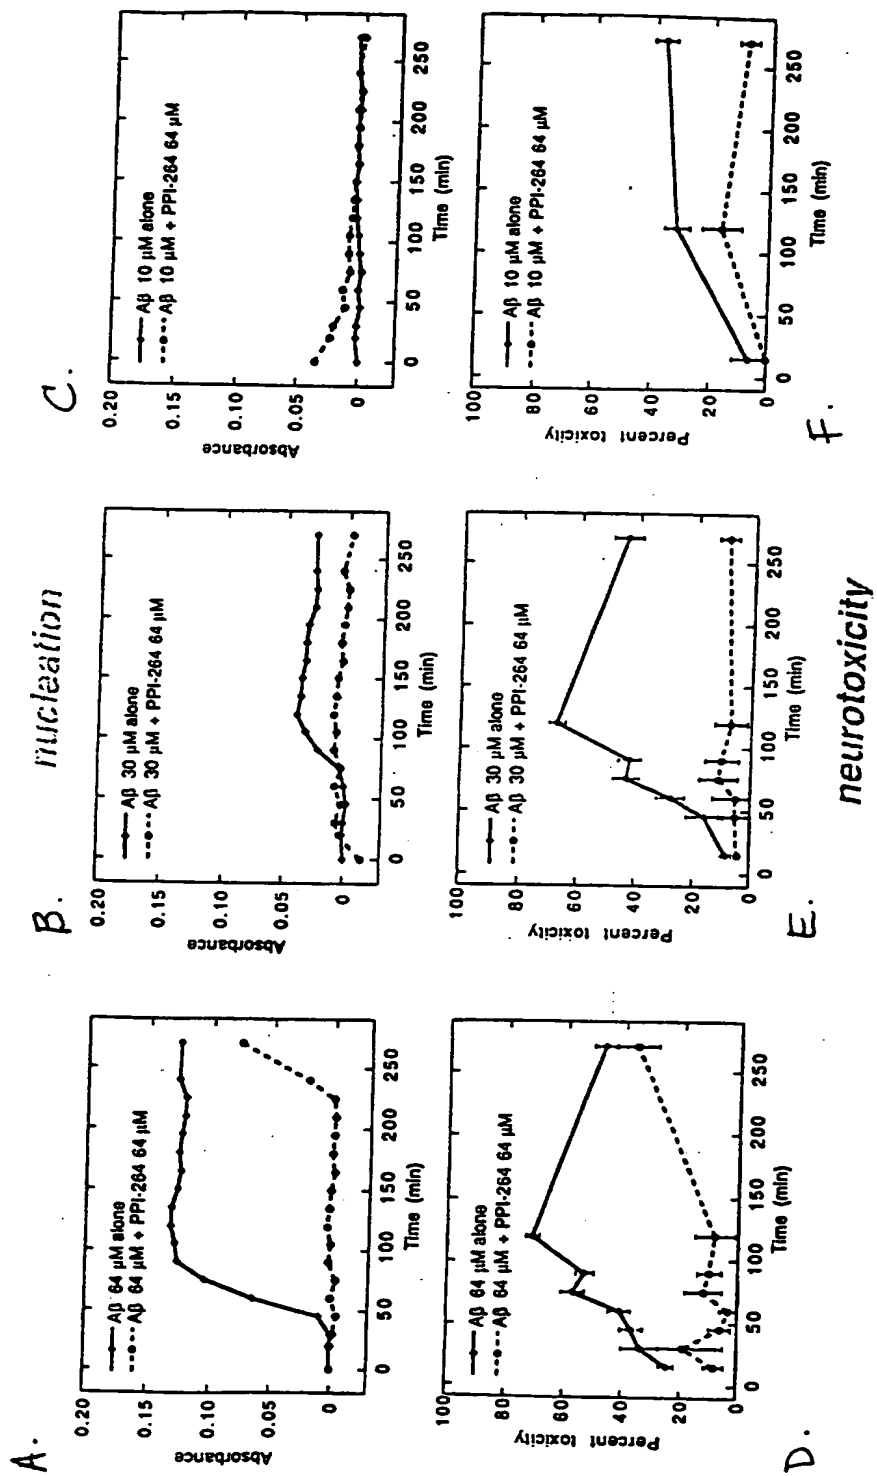 nucleation
A.
Absorbance
0.20
0.15
0.10
0.05
0
Aβ 64 µM alone
Aβ 64 µM + PPI-264 64 µM
0 50 100 150 200 250
Time (min)
B.
Absorbance
0.20
0.15
0.10
0.05
0
Aβ 30 µM alone
Aβ 30 µM + PPI-264 64 µM
0 50 100 150 200 250
Time (min)
C.
Absorbance
0.20
0.15
0.10
0.05
0
Aβ 10 µM alone
Aβ 10 µM + PPI-264 64 µM
0 50 100 150 200 250
Time (min)
D.
Percent toxicity
100
80
60
40
20
0
Aβ 64 µM alone
Aβ 64 µM + PPI-264 64 µM
0 50 100 150 200 250
Time (min)
E.
Percent toxicity
100
80
60
40
20
0
Aβ 30 µM alone
Aβ 30 µM + PPI-264 64 µM
0 50 100 150 200 250
Time (min)
F.
Percent toxicity
100
80
60
40
20
0
Aβ 10 µM alone
Aβ 10 µM + PPI-264 64 µM
0 50 100 150 200 250
Time (min)
neurotoxicity